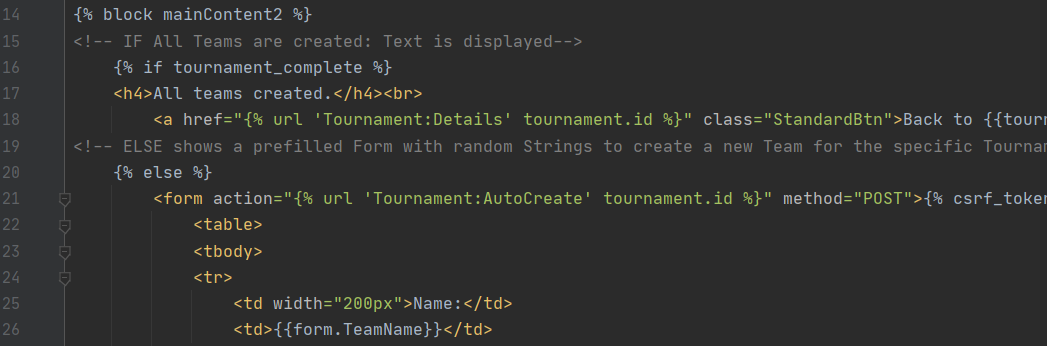 14 {% block mainContent2 %}
15 <!-- IF All Teams are created: Text is displayed-->
16 {% if tournament_complete %}
17 <h4>All teams created.</h4><br>
18 <a href="{% url 'Tournament:Details' tournament.id %}" class="StandardBtn">Back to {{tourn
19 <!-- ELSE shows a prefilled Form with random Strings to create a new Team for the specific Tournam
20 {% else %}
21 <form action="{% url 'Tournament:AutoCreate' tournament.id %}" method="POST">{% csrf_token
22 <table>
23 <tbody>
24 <tr>
25 <td width="200px">Name:</td>
26 <td>{{form.TeamName}}</td>